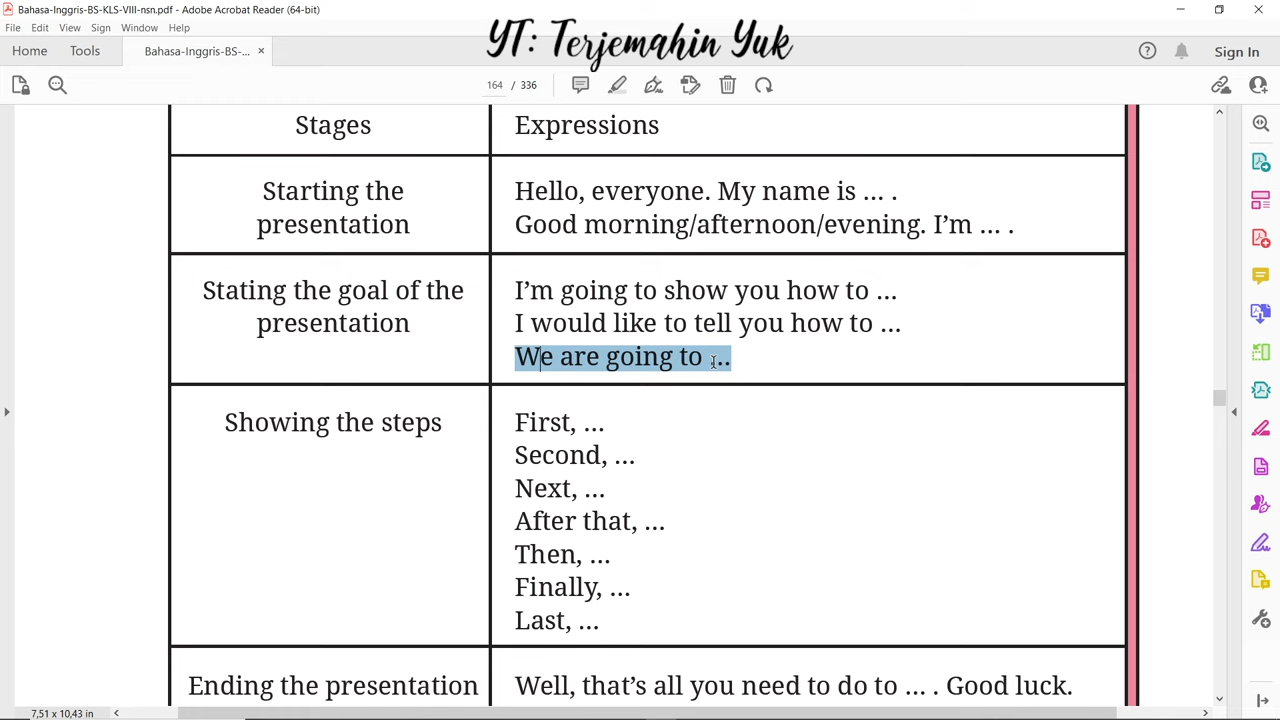 Bahasa-Inggris-BS-KLS-VIII-nsn.pdf - Adobe Acrobat Reader (64-bit)
File Edit View Sign Window Help
YT: Terjemahin Yuk
Home Tools Bahasa-Inggris-BS-... × Sign In
164 / 336
Stages Expressions
Starting the presentation
Hello, everyone. My name is … .
Good morning/afternoon/evening. I’m … .
Stating the goal of the presentation
I’m going to show you how to …
I would like to tell you how to …
We are going to …
Showing the steps
First, …
Second, …
Next, …
After that, …
Then, …
Finally, …
Last, …
Ending the presentation
Well, that’s all you need to do to … . Good luck.
7,51 x 10,43 in